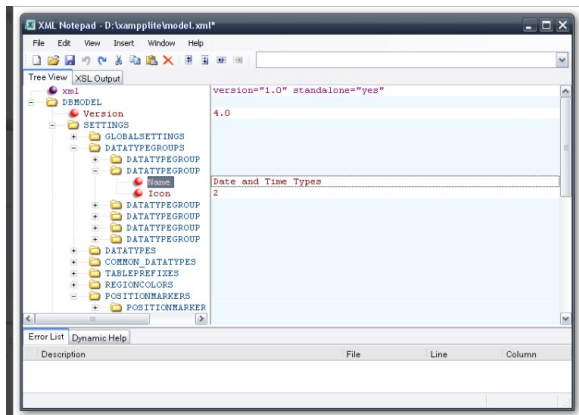 XML Notepad - D:\xampplite\model.xml*
File Edit View Insert Window Help
Tree View XSL Output
xml version="1.0" standalone="yes"
DBMODEL
Version 4.0
SETTINGS
GLOBALSETTINGS
DATATYPEGROUPS
DATATYPEGROUP
DATATYPEGROUP
Name Date and Time Types
Icon 2
DATATYPEGROUP
DATATYPEGROUP
DATATYPEGROUP
DATATYPEGROUP
DATATYPES
COMMON_DATATYPES
TABLEPREFIXES
REGIONCOLORS
POSITIONMARKERS
POSITIONMARKER
Error List Dynamic Help
Description File Line Column